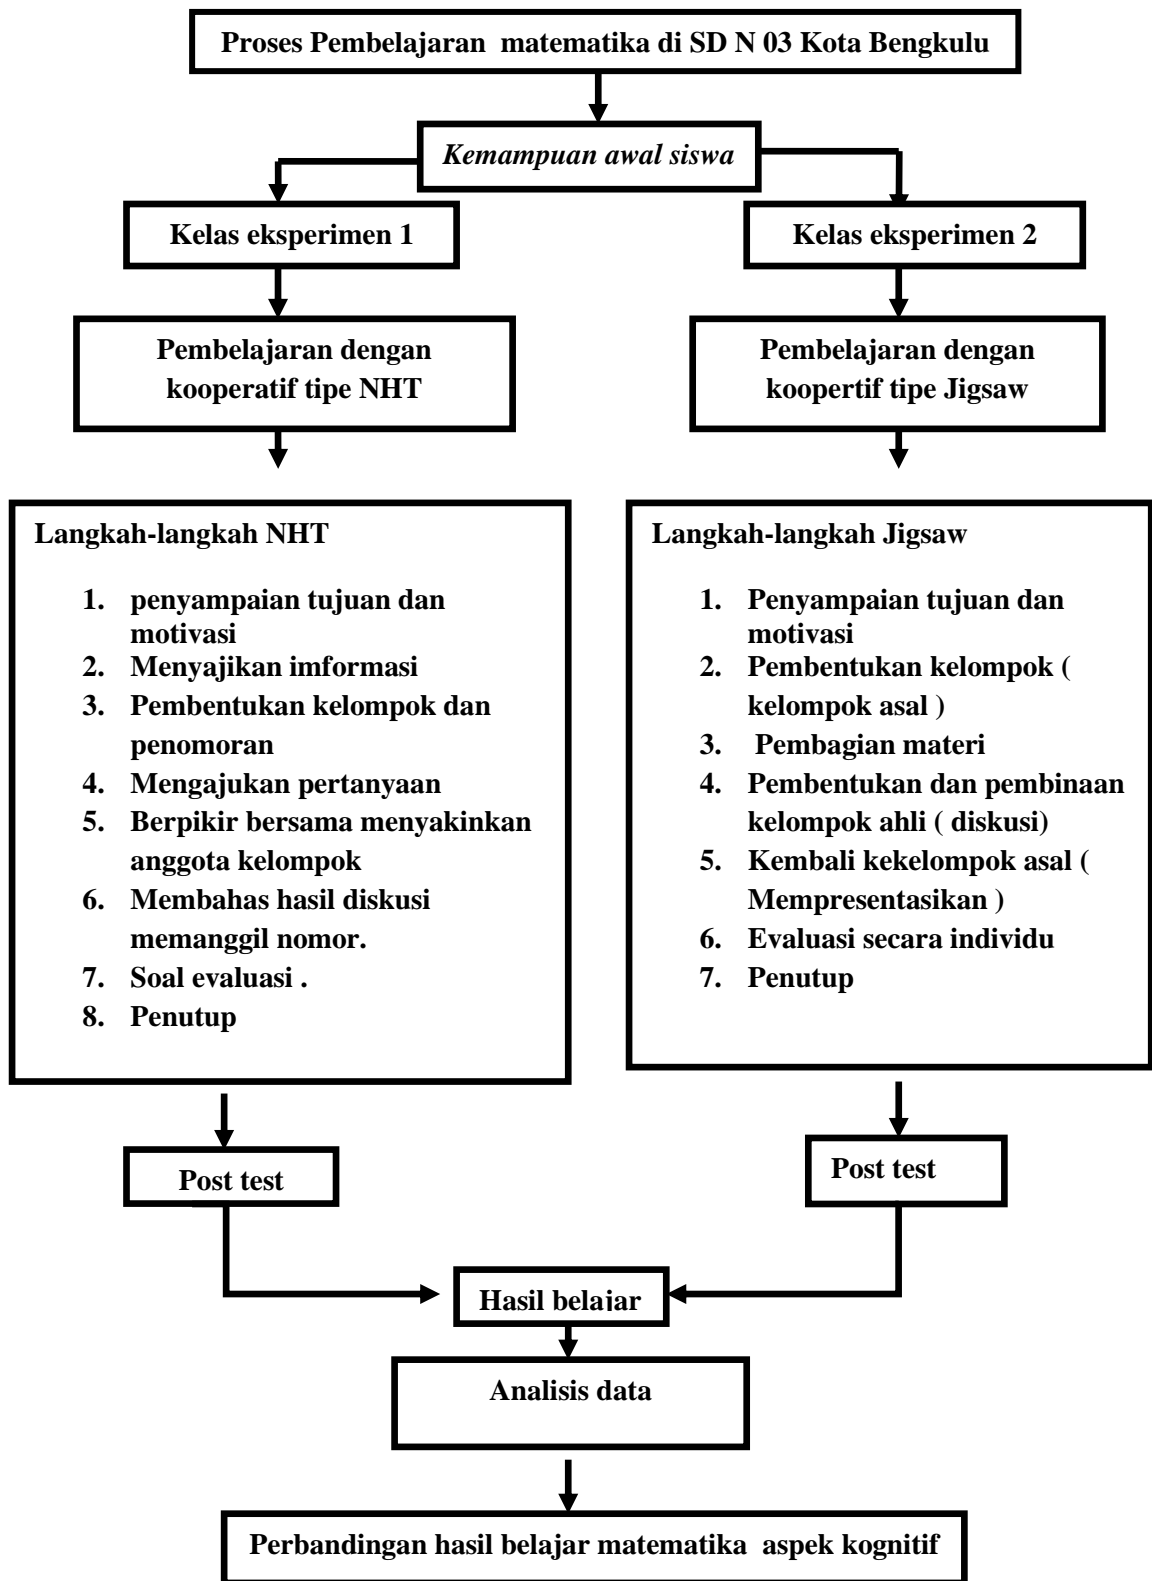 Proses Pembelajaran matematika di SD N 03 Kota Bengkulu
Kemampuan awal siswa
Kelas eksperimen 1
Kelas eksperimen 2
Pembelajaran dengan
kooperatif tipe NHT
Pembelajaran dengan
koopertif tipe Jigsaw
Langkah-langkah NHT
1. penyampaian tujuan dan
motivasi
2. Menyajikan imformasi
3. Pembentukan kelompok dan
penomoran
4. Mengajukan pertanyaan
5. Berpikir bersama menyakinkan
anggota kelompok
6. Membahas hasil diskusi
memanggil nomor.
7. Soal evaluasi .
8. Penutup
Langkah-langkah Jigsaw
1. Penyampaian tujuan dan
motivasi
2. Pembentukan kelompok (
kelompok asal )
3. Pembagian materi
4. Pembentukan dan pembinaan
kelompok ahli ( diskusi)
5. Kembali kekelompok asal (
Mempresentasikan )
6. Evaluasi secara individu
7. Penutup
Post test
Post test
Hasil belajar
Analisis data
Perbandingan hasil belajar matematika aspek kognitif